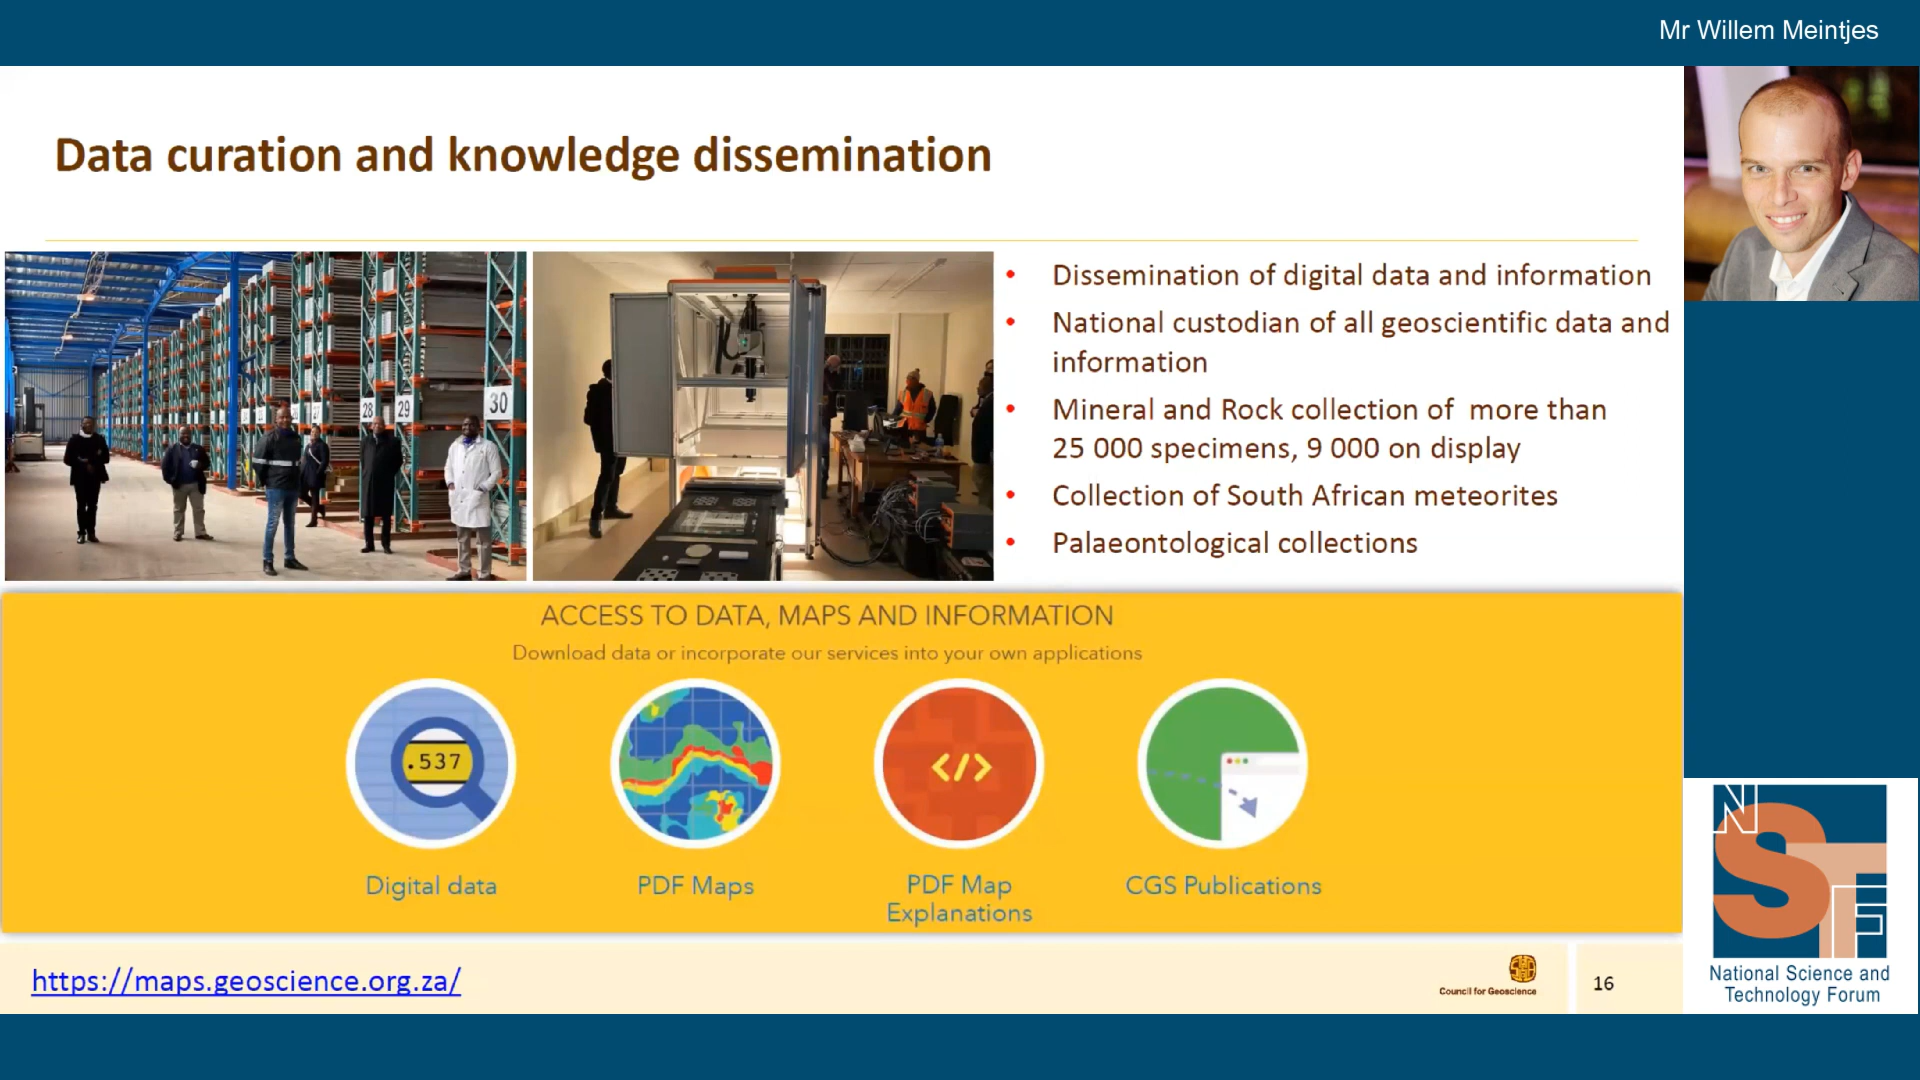 Mr Willem Meintjes
Data curation and knowledge dissemination
28
29
30
• Dissemination of digital data and information
• National custodian of all geoscientific data and
information
• Mineral and Rock collection of more than
25 000 specimens, 9 000 on display
• Collection of South African meteorites
• Palaeontological collections
ACCESS TO DATA, MAPS AND INFORMATION
Download data or incorporate our services into your own applications
.537
</>
Digital data
PDF Maps
PDF Map
Explanations
CGS Publications
https://maps.geoscience.org.za/
Council for Geoscience
16
NSTF
National Science and
Technology Forum